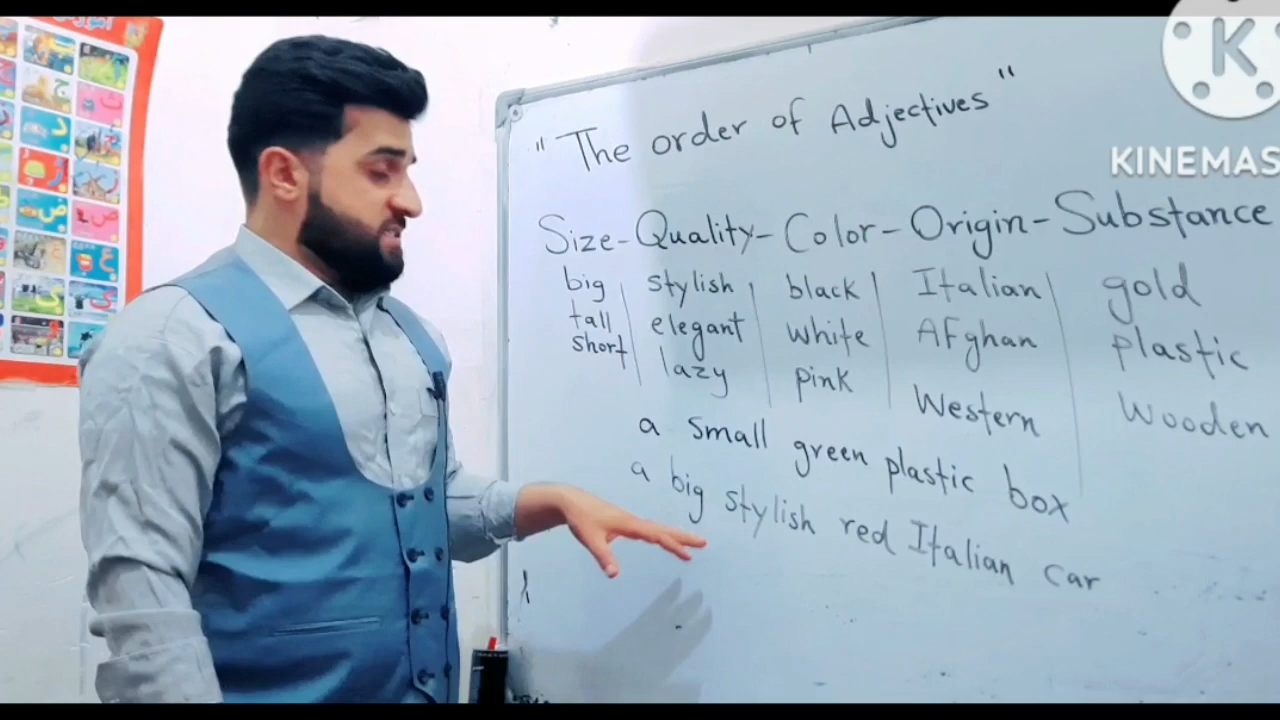 "The order of Adjectives"
Size - Quality - Color - Origin - Substance
big stylish black Italian gold
tall elegant white Afghan plastic
short lazy pink Western Wooden
a small green plastic box
a big stylish red Italian car
K
KINEMAS
د
ض
ع